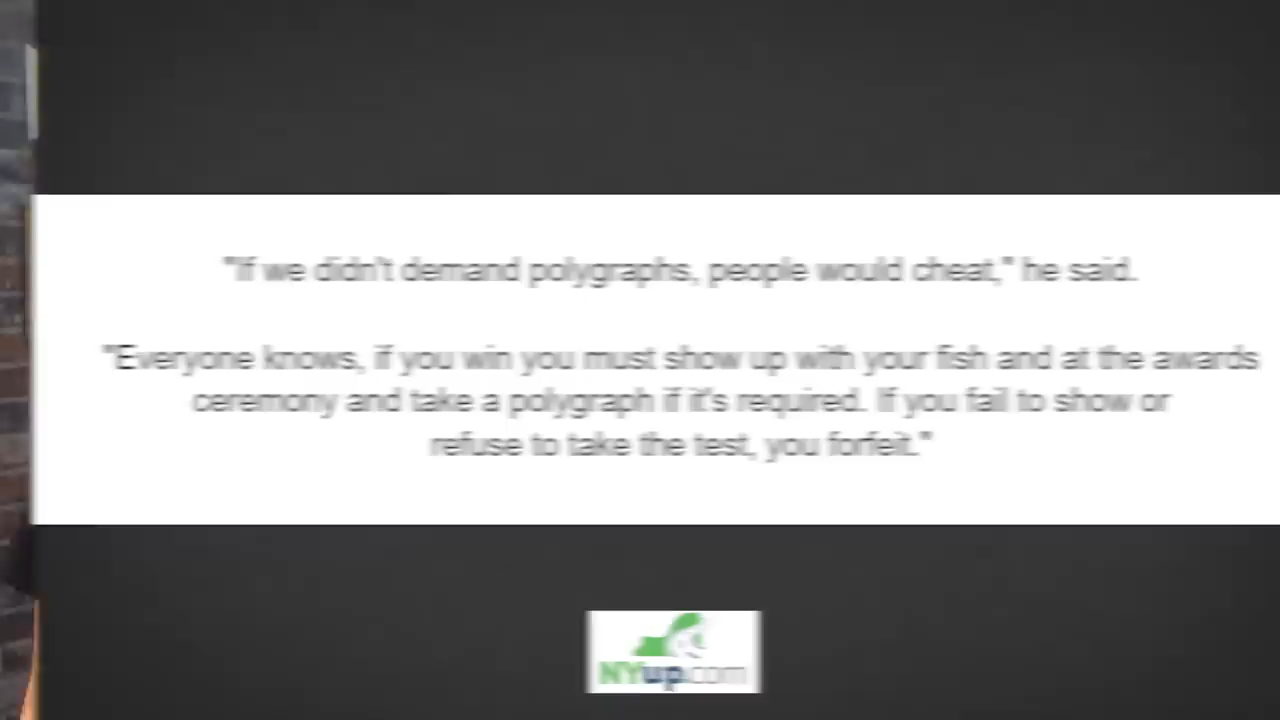 "If we didn't demand polygraphs, people would cheat," he said.
"Everyone knows, if you win you must show up with your fish and at the awards
ceremony and take a polygraph if it's required. If you fail to show or
refuse to take the test, you forfeit."
NYup.com